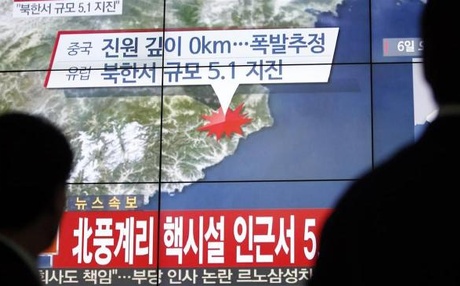 "북한서 규모 5.1 지진"
중국 진원 깊이 0km…폭발추정
유럽 북한서 규모 5.1 지진
6일
뉴스속보
北풍계리 핵시설 인근서 5.
책임"…부당 인사 논란 르노삼성